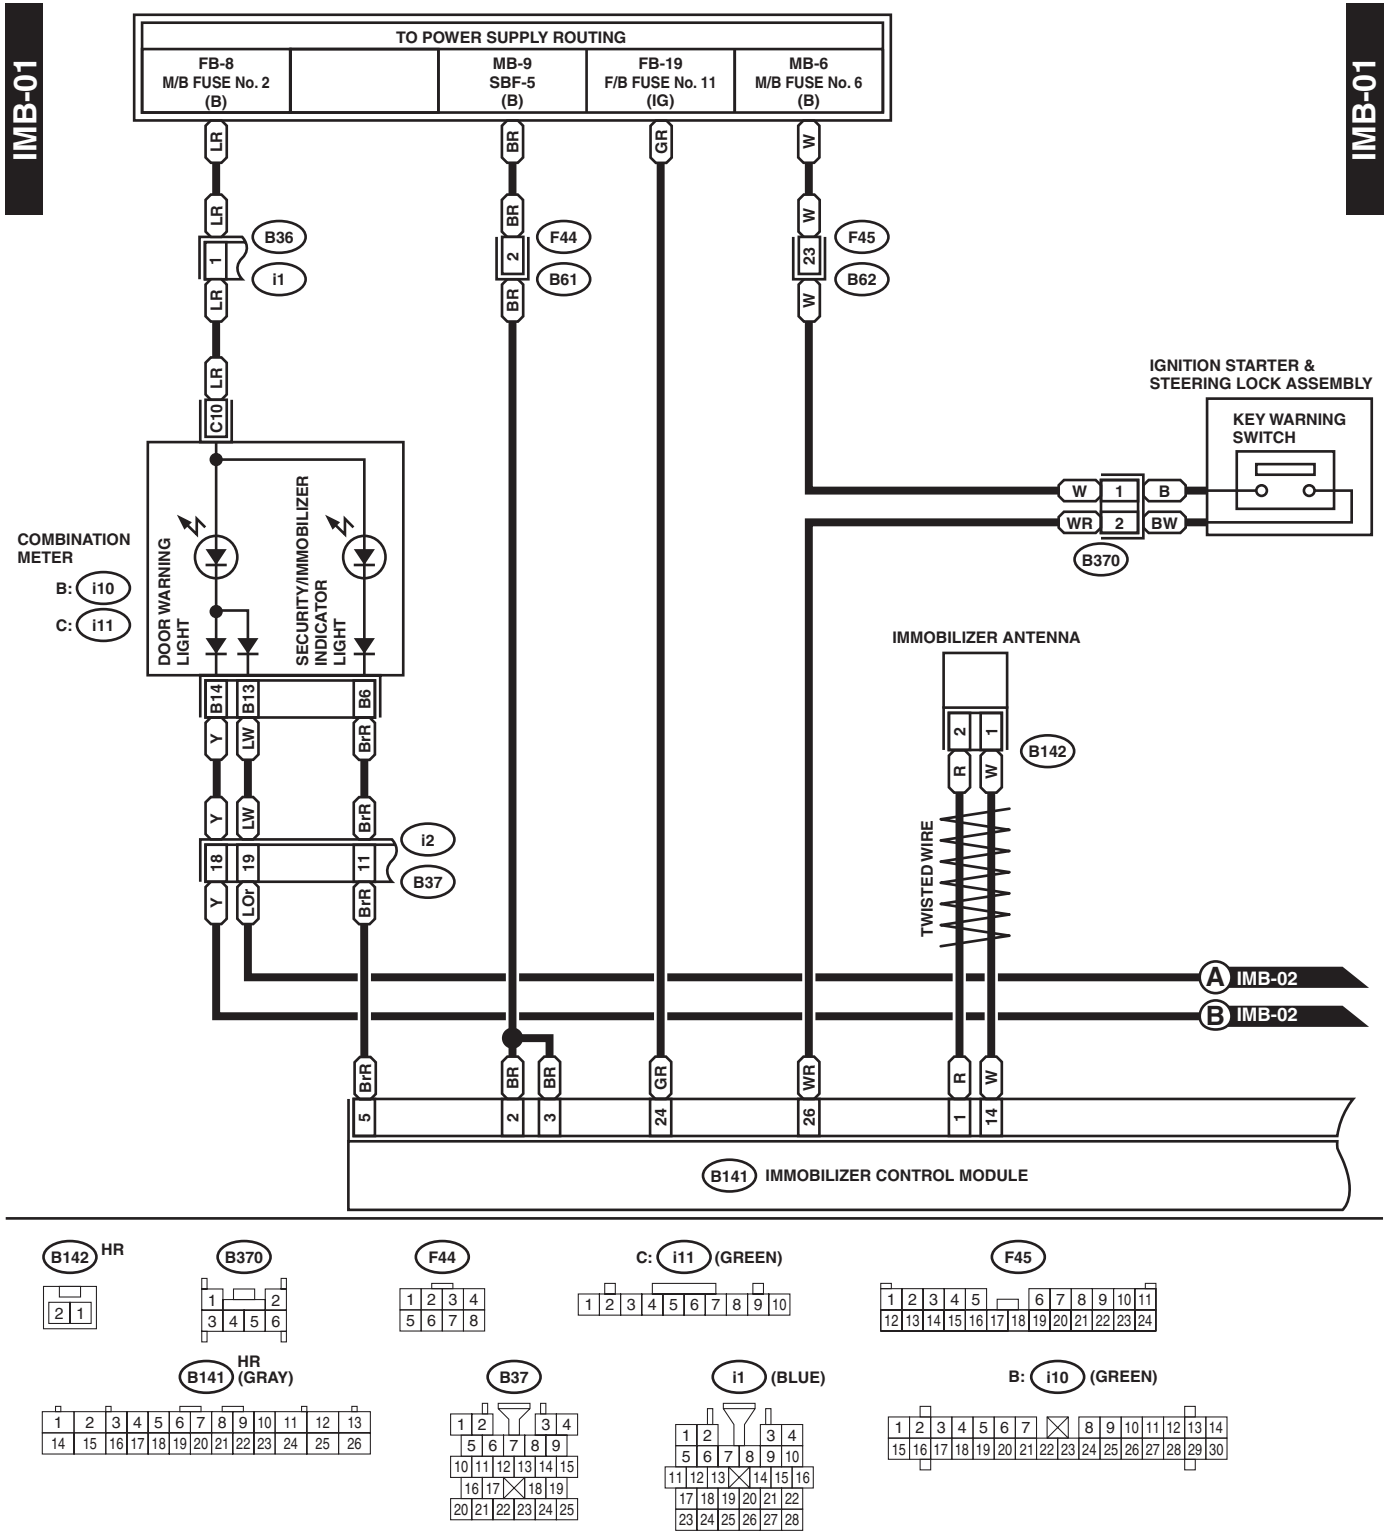 IMB-01
IMB-01
TO POWER SUPPLY ROUTING
FB-8
M/B FUSE No. 2
(B)
MB-9
SBF-5
(B)
FB-19
F/B FUSE No. 11
(IG)
MB-6
M/B FUSE No. 6
(B)
LR
BR
GR
W
LR
BR
W
1
B36
i1
2
F44
B61
23
F45
B62
LR
BR
W
LR
C10
IGNITION STARTER &
STEERING LOCK ASSEMBLY
KEY WARNING
SWITCH
W 1 B
WR 2 BW
B370
COMBINATION
METER
B: i10
C: i11
DOOR WARNING
LIGHT
SECURITY/IMMOBILIZER
INDICATOR
LIGHT
B14 B13 B6
Y LW BrR
Y LW BrR
18 19 11
i2
B37
Y LOr BrR
IMMOBILIZER ANTENNA
2 1
B142
R W
TWISTED WIRE
A IMB-02
B IMB-02
BrR BR BR GR WR R W
5 2 3 24 26 1 14
B141 IMMOBILIZER CONTROL MODULE
B142 HR
2 1
B370
1 2
3 4 5 6
F44
1 2 3 4
5 6 7 8
C: i11 (GREEN)
1 2 3 4 5 6 7 8 9 10
F45
1 2 3 4 5 6 7 8 9 10 11
12 13 14 15 16 17 18 19 20 21 22 23 24
B141 HR
(GRAY)
1 2 3 4 5 6 7 8 9 10 11 12 13
14 15 16 17 18 19 20 21 22 23 24 25 26
B37
1 2 3 4
5 6 7 8 9
10 11 12 13 14 15
16 17 18 19
20 21 22 23 24 25
i1 (BLUE)
1 2 3 4
5 6 7 8 9 10
11 12 13 14 15 16
17 18 19 20 21 22
23 24 25 26 27 28
B: i10 (GREEN)
1 2 3 4 5 6 7 8 9 10 11 12 13 14
15 16 17 18 19 20 21 22 23 24 25 26 27 28 29 30